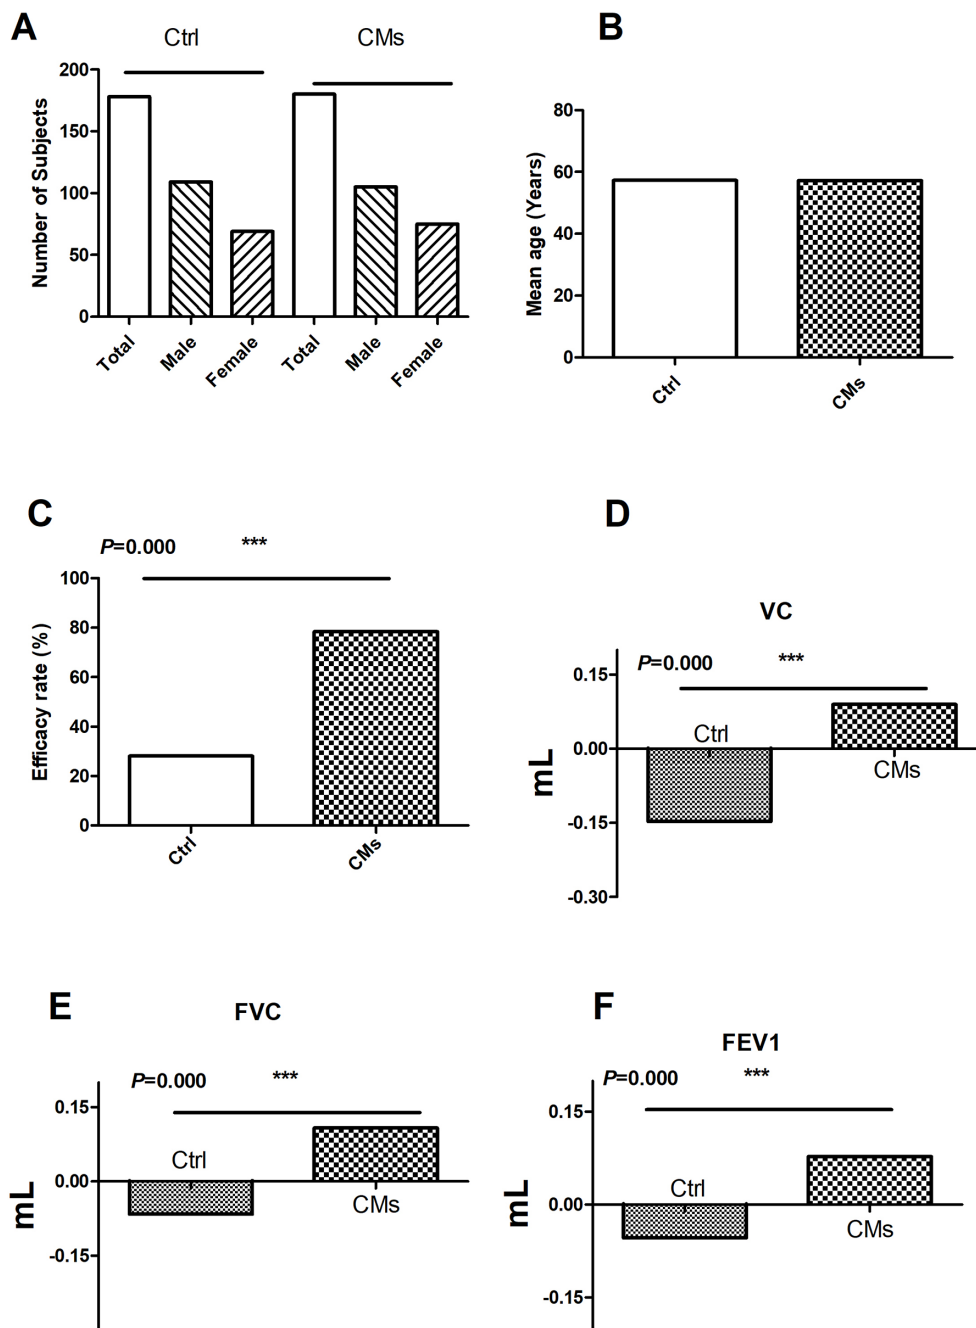 A
Ctrl
CMs
Number of Subjects
200
150
100
50
0
Total
Male
Female
Total
Male
Female
B
Mean age (Years)
80
60
40
20
0
Ctrl
CMs
C
P=0.000
***
Efficacy rate (%)
100
80
60
40
20
0
Ctrl
CMs
D
VC
P=0.000
***
mL
0.15
0.00
-0.15
-0.30
Ctrl
CMs
E
FVC
P=0.000
***
mL
0.15
0.00
-0.15
Ctrl
CMs
F
FEV1
P=0.000
***
mL
0.15
0.00
-0.15
Ctrl
CMs